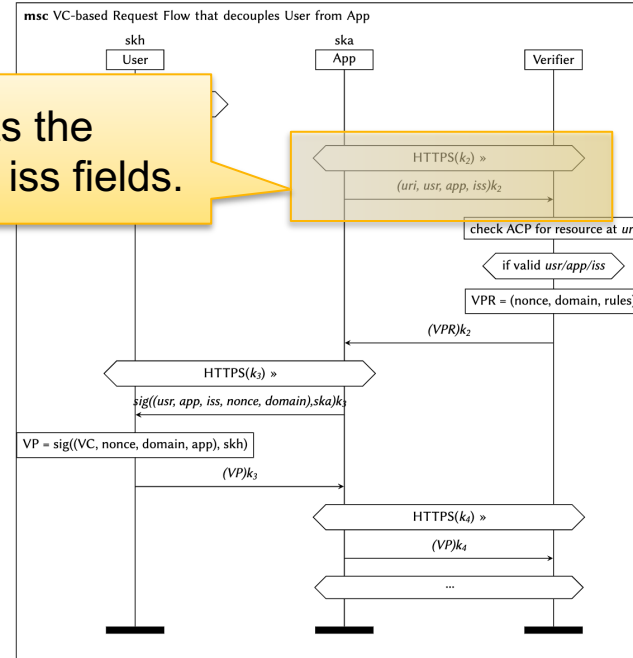 msc VC-based Request Flow that decouples User from App
skh
ska
User
App
Verifier
s the
iss fields.
HTTPS(k₂) »
(uri, usr, app, iss)k₂
check ACP for resource at ur
if valid usr/app/iss
VPR = (nonce, domain, rules)
(VPR)k₂
HTTPS(k₃) »
sig((usr, app, iss, nonce, domain),ska)k₃
VP = sig((VC, nonce, domain, app), skh)
(VP)k₃
HTTPS(k₄) »
(VP)k₄
...